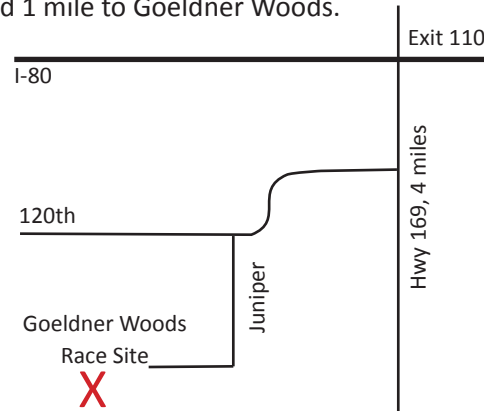 d 1 mile to Goeldner Woods.
Exit 110
I-80
Hwy 169, 4 miles
120th
Juniper
Goeldner Woods
Race Site
X